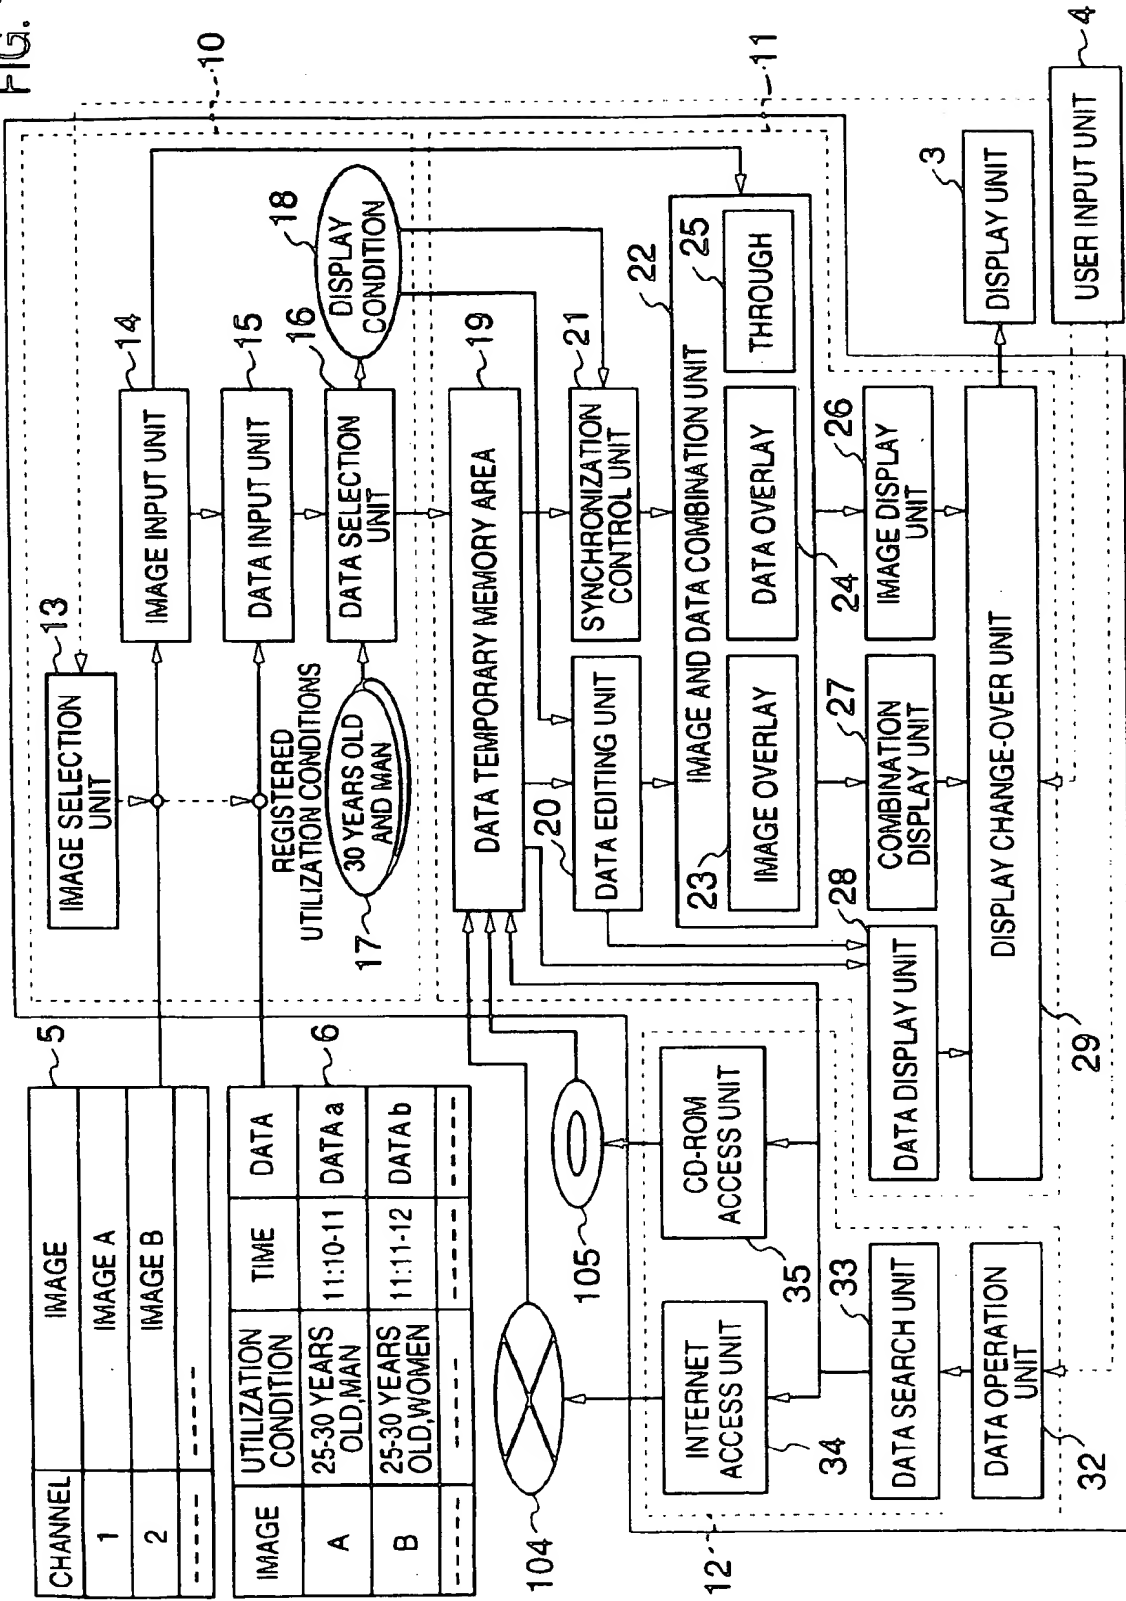 FIG.
CHANNEL IMAGE
1 IMAGE A
2 IMAGE B
5
IMAGE UTILIZATION CONDITION TIME DATA
A 25-30 YEARS OLD,MAN 11:10-11 DATA a
B 25-30 YEARS OLD,WOMEN 11:11-12 DATA b
6
10
13
IMAGE SELECTION
UNIT
14
IMAGE INPUT UNIT
15
DATA INPUT UNIT
16
DATA SELECTION
UNIT
REGISTERED
UTILIZATION CONDITIONS
30 YEARS OLD
AND MAN
17
18
DISPLAY
CONDITION
11
19
DATA TEMPORARY MEMORY AREA
20
DATA EDITING UNIT
21
SYNCHRONIZATION
CONTROL UNIT
22
IMAGE AND DATA COMBINATION UNIT
23
IMAGE OVERLAY
24
DATA OVERLAY
25
THROUGH
26
IMAGE DISPLAY
UNIT
27
COMBINATION
DISPLAY UNIT
28
DATA DISPLAY UNIT
29
DISPLAY CHANGE-OVER UNIT
3
DISPLAY UNIT
4
USER INPUT UNIT
104
105
12
34
INTERNET
ACCESS UNIT
35
CD-ROM
ACCESS UNIT
33
DATA SEARCH UNIT
32
DATA OPERATION
UNIT